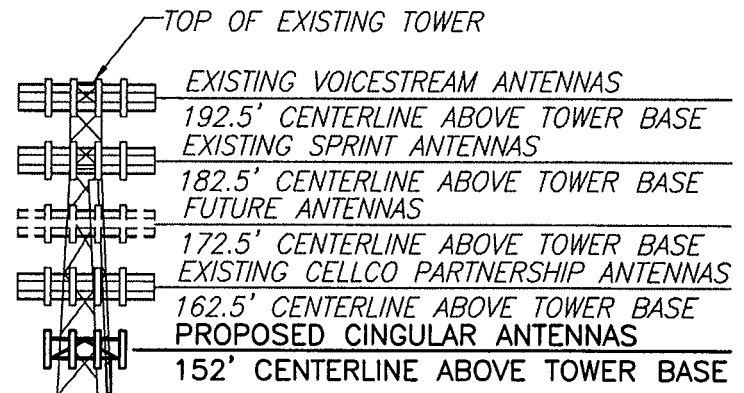 TOP OF EXISTING TOWER
EXISTING VOICESTREAM ANTENNAS
192.5' CENTERLINE ABOVE TOWER BASE
EXISTING SPRINT ANTENNAS
182.5' CENTERLINE ABOVE TOWER BASE
FUTURE ANTENNAS
172.5' CENTERLINE ABOVE TOWER BASE
EXISTING CELLCO PARTNERSHIP ANTENNAS
162.5' CENTERLINE ABOVE TOWER BASE
PROPOSED CINGULAR ANTENNAS
152' CENTERLINE ABOVE TOWER BASE